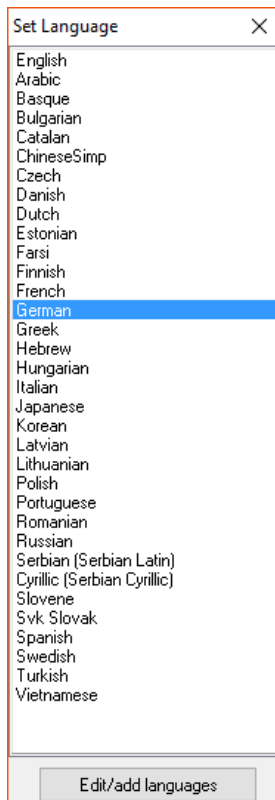 Set Language
English
Arabic
Basque
Bulgarian
Catalan
ChineseSimp
Czech
Danish
Dutch
Estonian
Farsi
Finnish
French
German
Greek
Hebrew
Hungarian
Italian
Japanese
Korean
Latvian
Lithuanian
Polish
Portuguese
Romanian
Russian
Serbian (Serbian Latin)
Cyrillic (Serbian Cyrillic)
Slovene
Svk Slovak
Spanish
Swedish
Turkish
Vietnamese
Edit/add languages